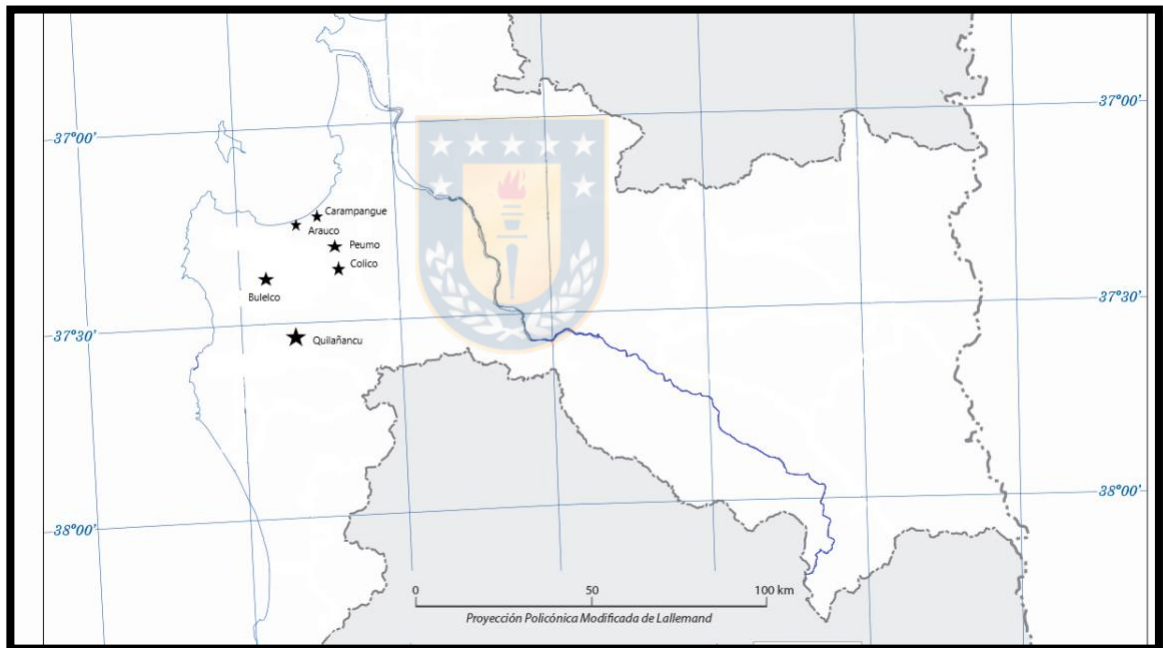 37°00'
37°00'
Carampangue
Arauco
Peumo
Colico
Bulelco
37°30'
37°30'
Quilañancu
38°00'
38°00'
0 50 100 km
Proyección Policónica Modificada de Lallemand